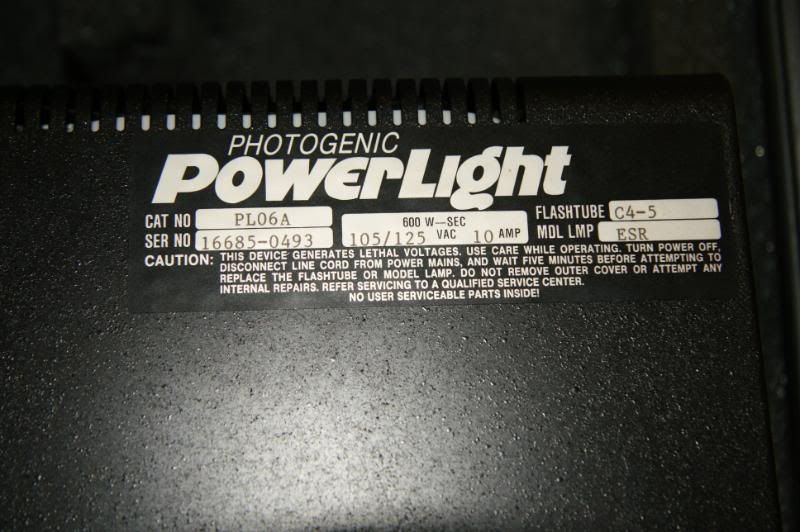 PHOTOGENIC
PowerLight
CAT NO PL06A 600 W-SEC FLASHTUBE C4-5
SER NO 16685-0493 105/125 VAC 10 AMP MDL LMP ESR
CAUTION: THIS DEVICE GENERATES LETHAL VOLTAGES. USE CARE WHILE OPERATING. TURN POWER OFF,
DISCONNECT LINE CORD FROM POWER MAINS, AND WAIT FIVE MINUTES BEFORE ATTEMPTING TO
REPLACE THE FLASHTUBE OR MODEL LAMP. DO NOT REMOVE OUTER COVER OR ATTEMPT ANY
INTERNAL REPAIRS. REFER SERVICING TO A QUALIFIED SERVICE CENTER.
NO USER SERVICEABLE PARTS INSIDE!